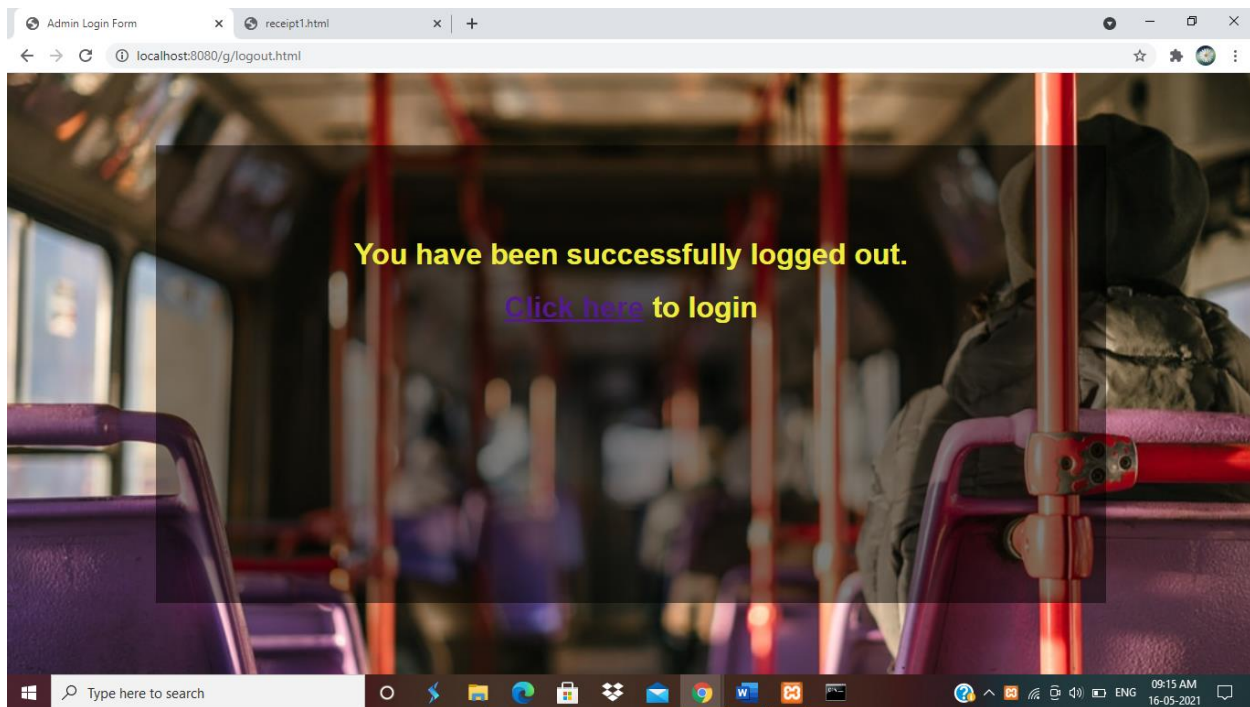 Admin Login Form
receipt1.html
localhost:8080/g/logout.html
You have been successfully logged out.
Click here to login
Type here to search
ENG
09:15 AM
16-05-2021